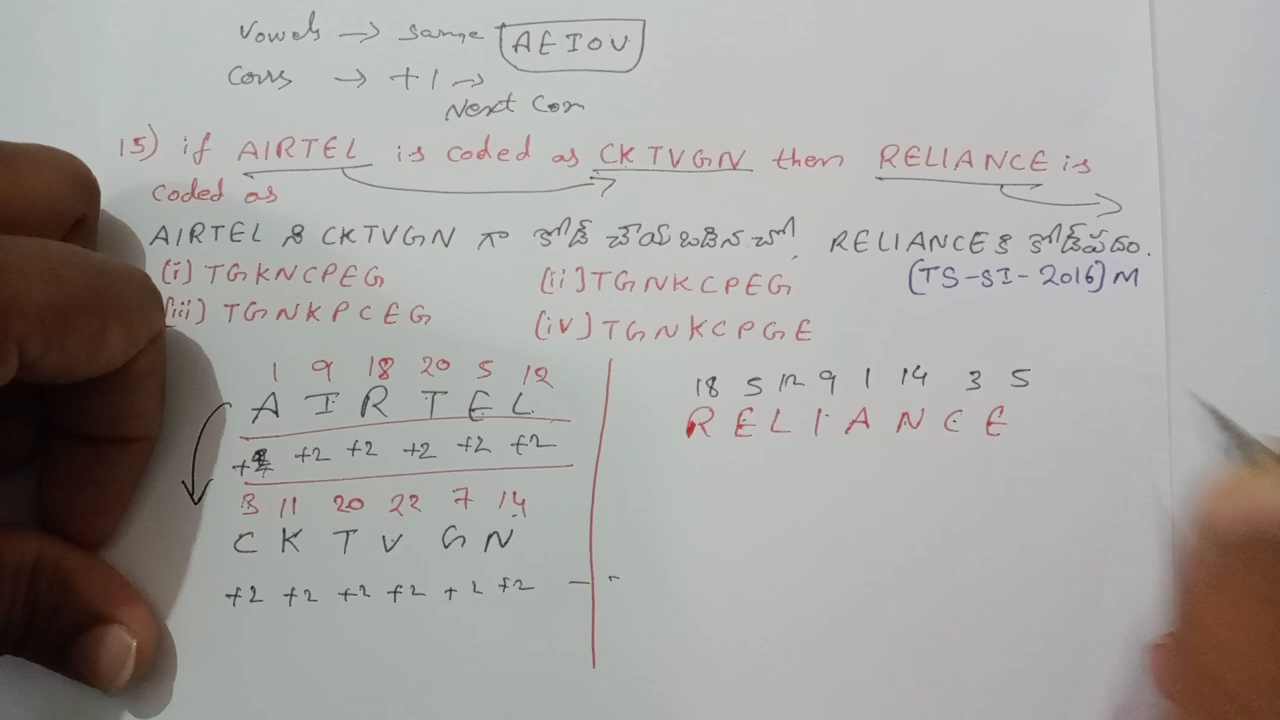 Vowels → same AEIOU
Cons → +1 →
Next Con
15) if AIRTEL is coded as CKTVGN then RELIANCE is
coded as
AIRTEL ని CKTVGN గా కోడ్ చేయబడిన చో, RELIANCE కి కోడ్ పదం.
(i) TGKNCPEG (ii) TGNKCPEG (TS-SI-2016) M
(iii) TGNKPCEG (iv) TGNKCPGE
1 9 18 20 5 12
A I R T E L
+2 +2 +2 +2 +2 +2
3 11 20 22 7 14
C K T V G N
+2 +2 +2 +2 +2 +2 -
18 5 12 9 1 14 3 5
R E L I A N C E